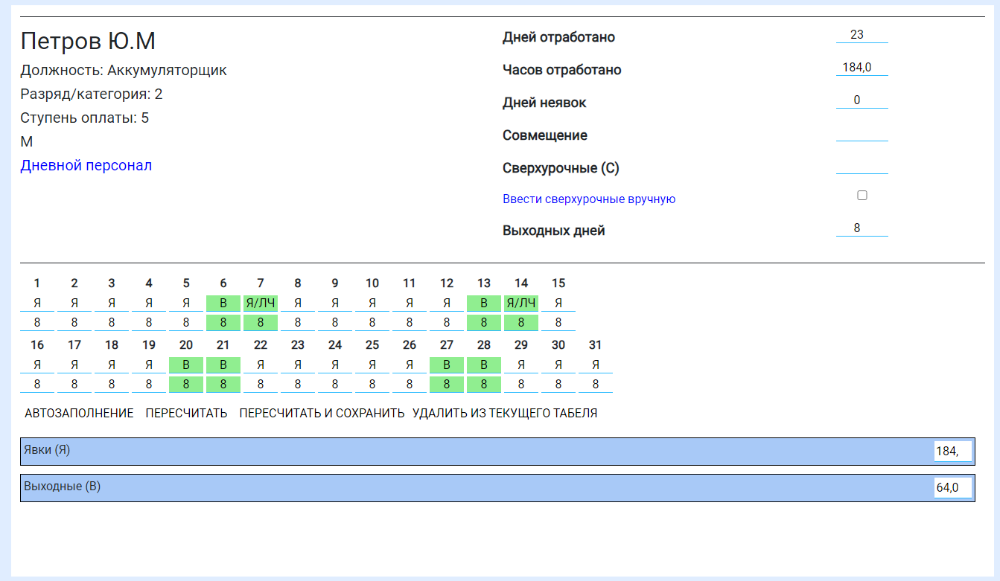 Петров Ю.М
Должность: Аккумуляторщик
Разряд/категория: 2
Ступень оплаты: 5
М
Дневной персонал
Дней отработано 23
Часов отработано 184,0
Дней неявок 0
Совмещение
Сверхурочные (С)
Ввести сверхурочные вручную
Выходных дней 8
1 2 3 4 5 6 7 8 9 10 11 12 13 14 15
Я Я Я Я Я В Я/ЛЧ Я Я Я Я Я В Я/ЛЧ Я
8 8 8 8 8 8 8 8 8 8 8 8 8 8 8
16 17 18 19 20 21 22 23 24 25 26 27 28 29 30 31
Я Я Я Я В В Я Я Я Я Я В В Я Я Я
8 8 8 8 8 8 8 8 8 8 8 8 8 8 8 8
АВТОЗАПОЛНЕНИЕ ПЕРЕСЧИТАТЬ ПЕРЕСЧИТАТЬ И СОХРАНИТЬ УДАЛИТЬ ИЗ ТЕКУЩЕГО ТАБЕЛЯ
Явки (Я) 184,
Выходные (В) 64,0